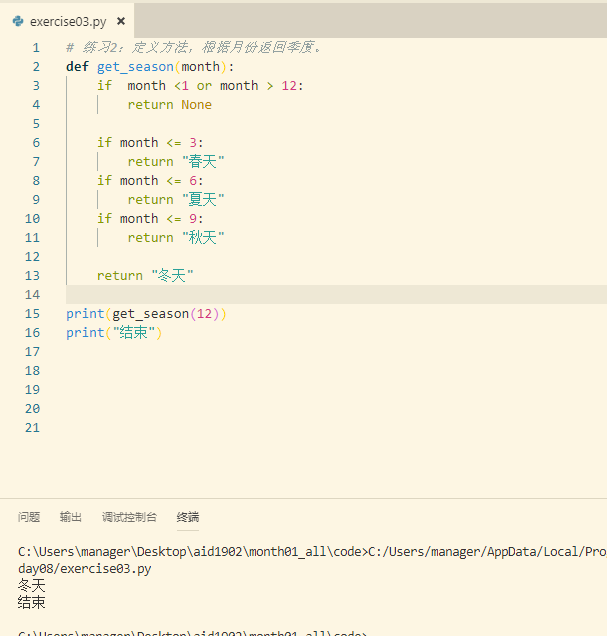 exercise03.py ×
1 # 练习2：定义方法，根据月份返回季度。
2 def get_season(month):
3     if  month <1 or month > 12:
4         return None
5
6     if month <= 3:
7         return "春天"
8     if month <= 6:
9         return "夏天"
10     if month <= 9:
11         return "秋天"
12
13     return "冬天"
14
15 print(get_season(12))
16 print("结束")
17
18
19
20
21
问题 输出 调试控制台 终端
C:\Users\manager\Desktop\aid1902\month01_all\code>C:/Users/manager/AppData/Local/Pro
day08/exercise03.py
冬天
结束
C:\Users\manager\Desktop\aid1902\month01_all\code>